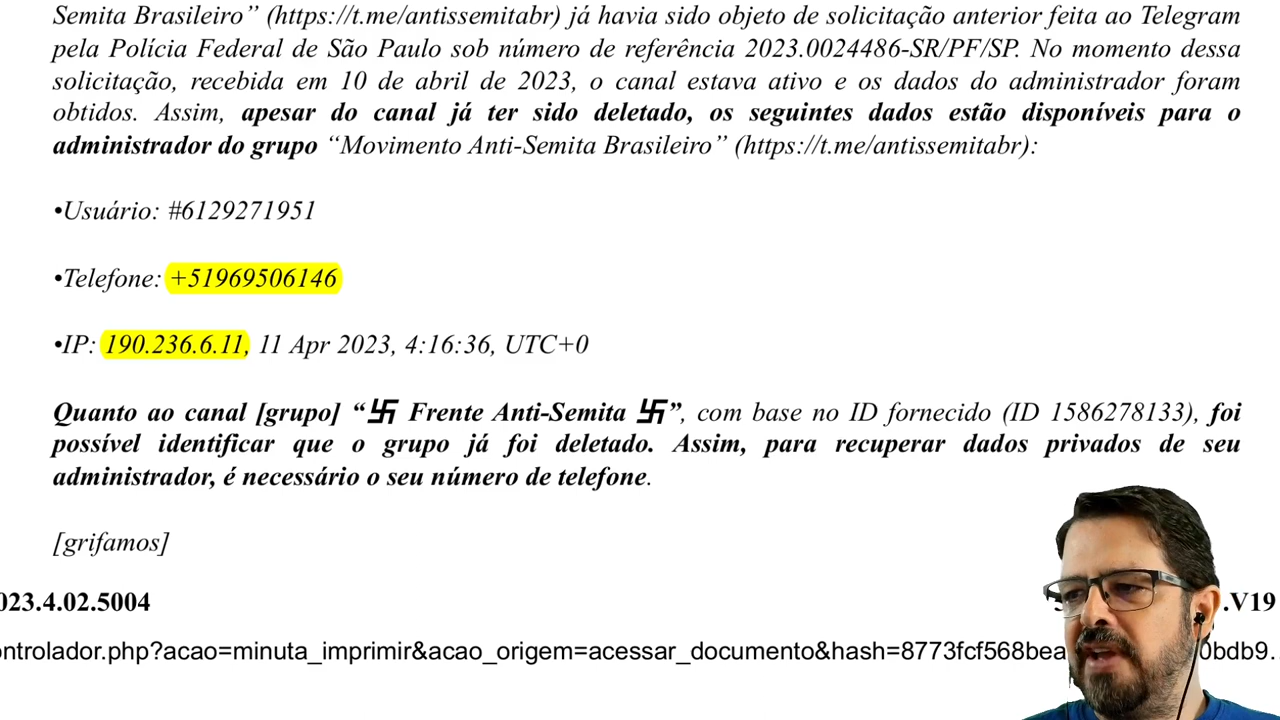 Semita Brasileiro” (https://t.me/antissemitabr) já havia sido objeto de solicitação anterior feita ao Telegram
pela Polícia Federal de São Paulo sob número de referência 2023.0024486-SR/PF/SP. No momento dessa
solicitação, recebida em 10 de abril de 2023, o canal estava ativo e os dados do administrador foram
obtidos. Assim, apesar do canal já ter sido deletado, os seguintes dados estão disponíveis para o
administrador do grupo “Movimento Anti-Semita Brasileiro” (https://t.me/antissemitabr):
•Usuário: #6129271951
•Telefone: +51969506146
•IP: 190.236.6.11, 11 Apr 2023, 4:16:36, UTC+0
Quanto ao canal [grupo] “卐 Frente Anti-Semita 卐”, com base no ID fornecido (ID 1586278133), foi
possível identificar que o grupo já foi deletado. Assim, para recuperar dados privados de seu
administrador, é necessário o seu número de telefone.
[grifamos]
023.4.02.5004 .V19
ontrolador.php?acao=minuta_imprimir&acao_origem=acessar_documento&hash=8773fcf568bea 0bdb9...